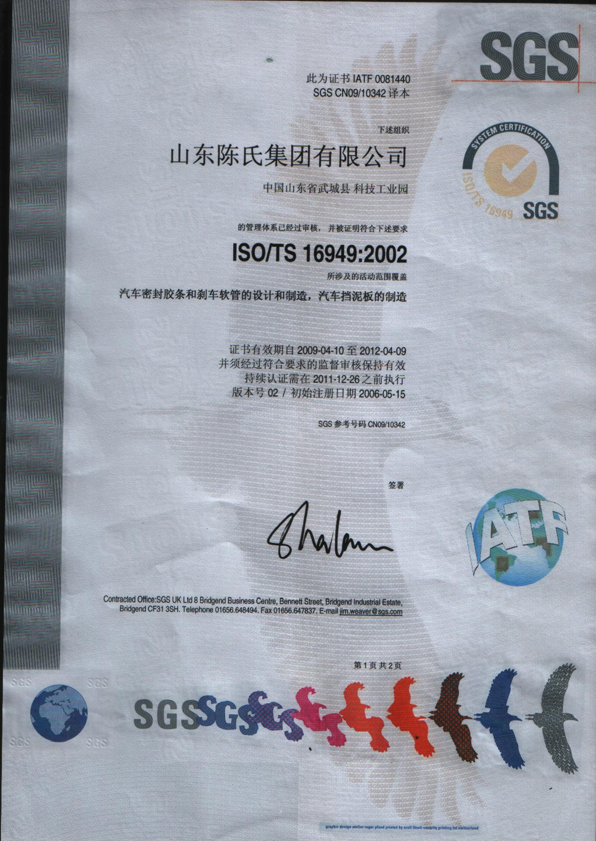 SGS
此为证书 IATF 0081440
SGS CN09/10342 译本
SYSTEM CERTIFICATION
ISO/TS 16949
SGS
下述组织
山东陈氏集团有限公司
中国山东省武城县 科技工业园
的管理体系已经过审核，并被证明符合下述要求
ISO/TS 16949:2002
所涉及的活动范围覆盖
汽车密封胶条和刹车软管的设计和制造，汽车挡泥板的制造
证书有效期自 2009-04-10 至 2012-04-09
并须经过符合要求的监督审核保持有效
持续认证需在 2011-12-26 之前执行
版本号 02 / 初始注册日期 2006-05-15
SGS 参考号码 CN09/10342
签署
IATF
Contracted Office:SGS UK Ltd 8 Bridgend Business Centre, Bennett Street, Bridgend Industrial Estate,
Bridgend CF31 3SH. Telephone 01656.648494. Fax 01656.647837. E-mail jim.weaver@sgs.com
第 1 页 共 2 页
SGS SGS
SGSSGS
SGS SGS